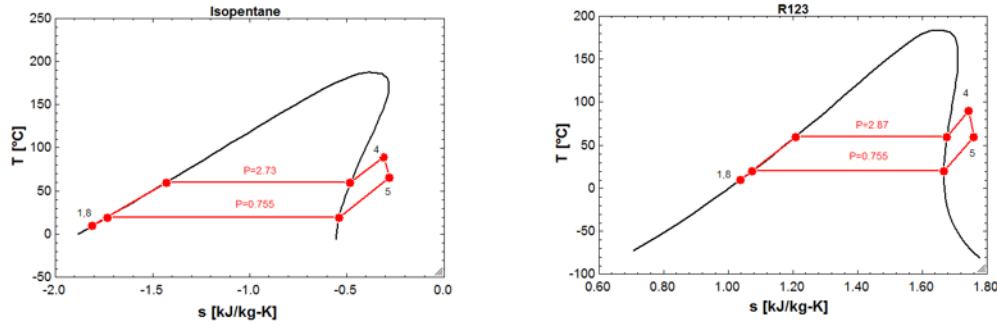 Isopentane
250
200
150
100
50
0
-50
T [ºC]
P=2.73
P=0.755
1,8
4
5
-2.0 -1.5 -1.0 -0.5 0.0
s [kJ/kg-K]
R123
200
150
100
50
0
-50
-100
T [ºC]
P=2.87
P=0.755
1,8
4
5
0.60 0.80 1.00 1.20 1.40 1.60 1.80
s [kJ/kg-K]